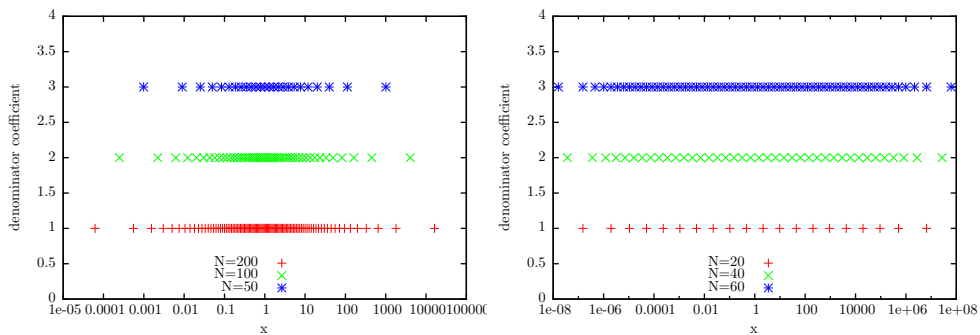 4
3.5
3
2.5
2
1.5
1
0.5
0
denominator coefficient
N=200
N=100
N=50
1e-05 0.0001 0.001 0.01 0.1 1 10 100 1000 10000 100000
x
4
3.5
3
2.5
2
1.5
1
0.5
0
denominator coefficient
N=20
N=40
N=60
1e-08 1e-06 0.0001 0.01 1 100 10000 1e+06 1e+08
x